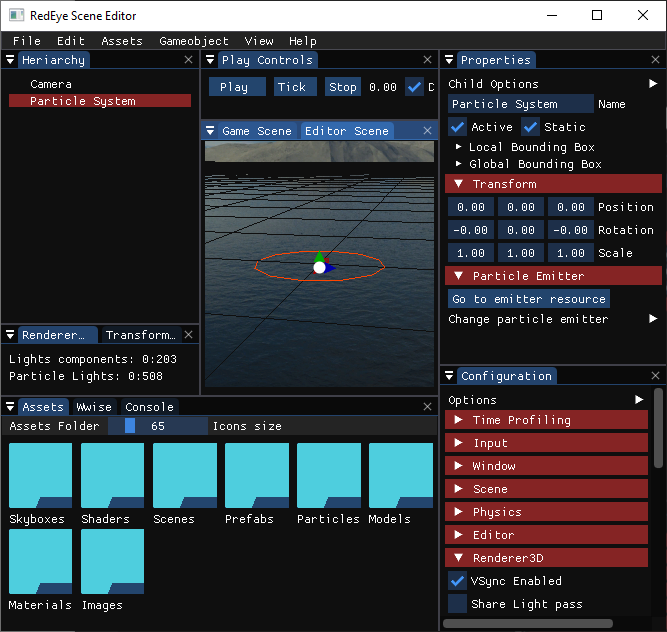 RedEye Scene Editor
File Edit Assets Gameobject View Help
Heriarchy
Camera
Particle System
Play Controls
Play Tick Stop 0.00
Game Scene Editor Scene
Properties
Child Options
Particle System Name
Active Static
Local Bounding Box
Global Bounding Box
Transform
0.00 0.00 0.00 Position
-0.00 0.00 -0.00 Rotation
1.00 1.00 1.00 Scale
Particle Emitter
Go to emitter resource
Change particle emitter
Renderer... Transform...
Lights components: 0:203
Particle Lights: 0:508
Assets Wwise Console
Assets Folder 65 Icons size
Skyboxes Shaders Scenes Prefabs Particles Models
Materials Images
Configuration
Options
Time Profiling
Input
Window
Scene
Physics
Editor
Renderer3D
VSync Enabled
Share Light pass